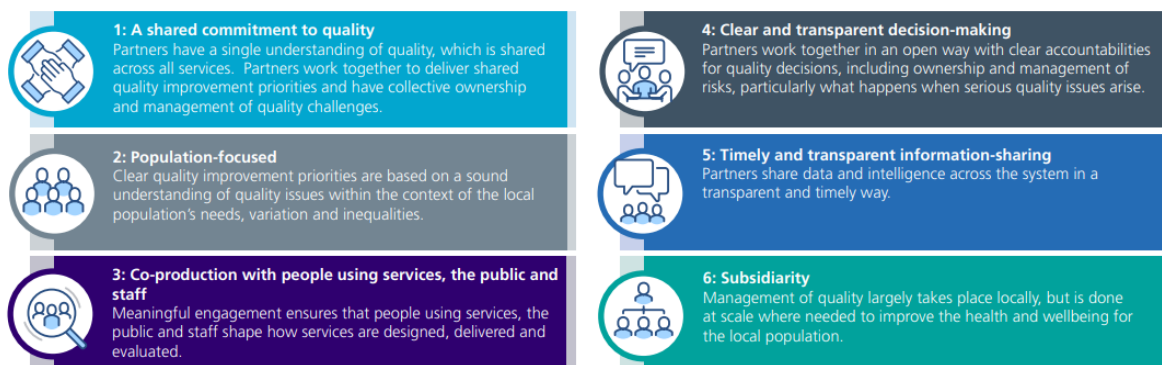 1: A shared commitment to quality
Partners have a single understanding of quality, which is shared
across all services. Partners work together to deliver shared
quality improvement priorities and have collective ownership
and management of quality challenges.
2: Population-focused
Clear quality improvement priorities are based on a sound
understanding of quality issues within the context of the local
population's needs, variation and inequalities.
3: Co-production with people using services, the public and
staff
Meaningful engagement ensures that people using services, the
public and staff shape how services are designed, delivered and
evaluated.
4: Clear and transparent decision-making
Partners work together in an open way with clear accountabilities
for quality decisions, including ownership and management of
risks, particularly what happens when serious quality issues arise.
5: Timely and transparent information-sharing
Partners share data and intelligence across the system in a
transparent and timely way.
6: Subsidiarity
Management of quality largely takes place locally, but is done
at scale where needed to improve the health and wellbeing for
the local population.